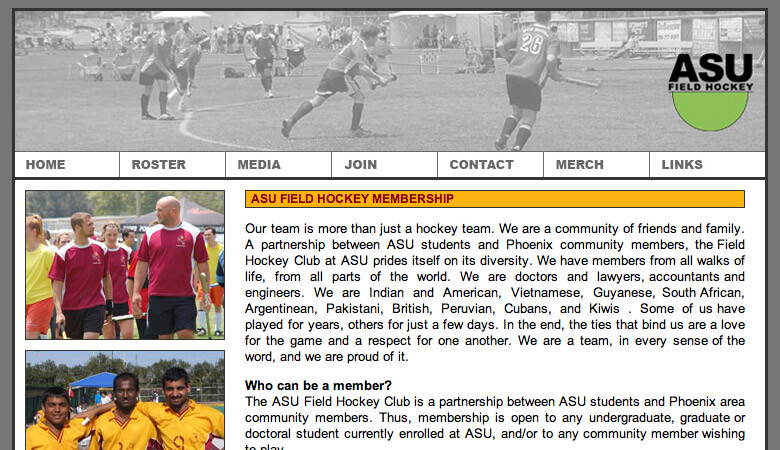 26
ASU
FIELD HOCKEY
HOME ROSTER MEDIA JOIN CONTACT MERCH LINKS
ASU FIELD HOCKEY MEMBERSHIP
Our team is more than just a hockey team. We are a community of friends and family.
A partnership between ASU students and Phoenix community members, the Field
Hockey Club at ASU prides itself on its diversity. We have members from all walks of
life, from all parts of the world. We are doctors and lawyers, accountants and
engineers. We are Indian and American, Vietnamese, Guyanese, South African,
Argentinean, Pakistani, British, Peruvian, Cubans, and Kiwis . Some of us have
played for years, others for just a few days. In the end, the ties that bind us are a love
for the game and a respect for one another. We are a team, in every sense of the
word, and we are proud of it.
Who can be a member?
The ASU Field Hockey Club is a partnership between ASU students and Phoenix area
community members. Thus, membership is open to any undergraduate, graduate or
doctoral student currently enrolled at ASU, and/or to any community member wishing
to play.